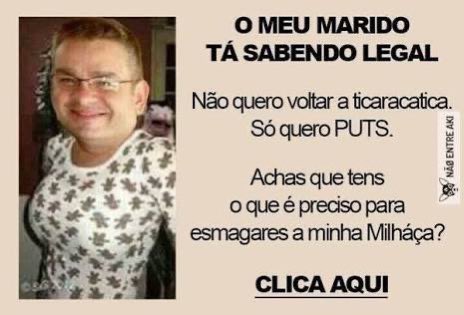 O MEU MARIDO
TÁ SABENDO LEGAL
Não quero voltar a ticaracatica.
Só quero PUTS.
Achas que tens
o que é preciso para
esmagares a minha Milháça?
CLICA AQUI
NÃO ENTRE AKI